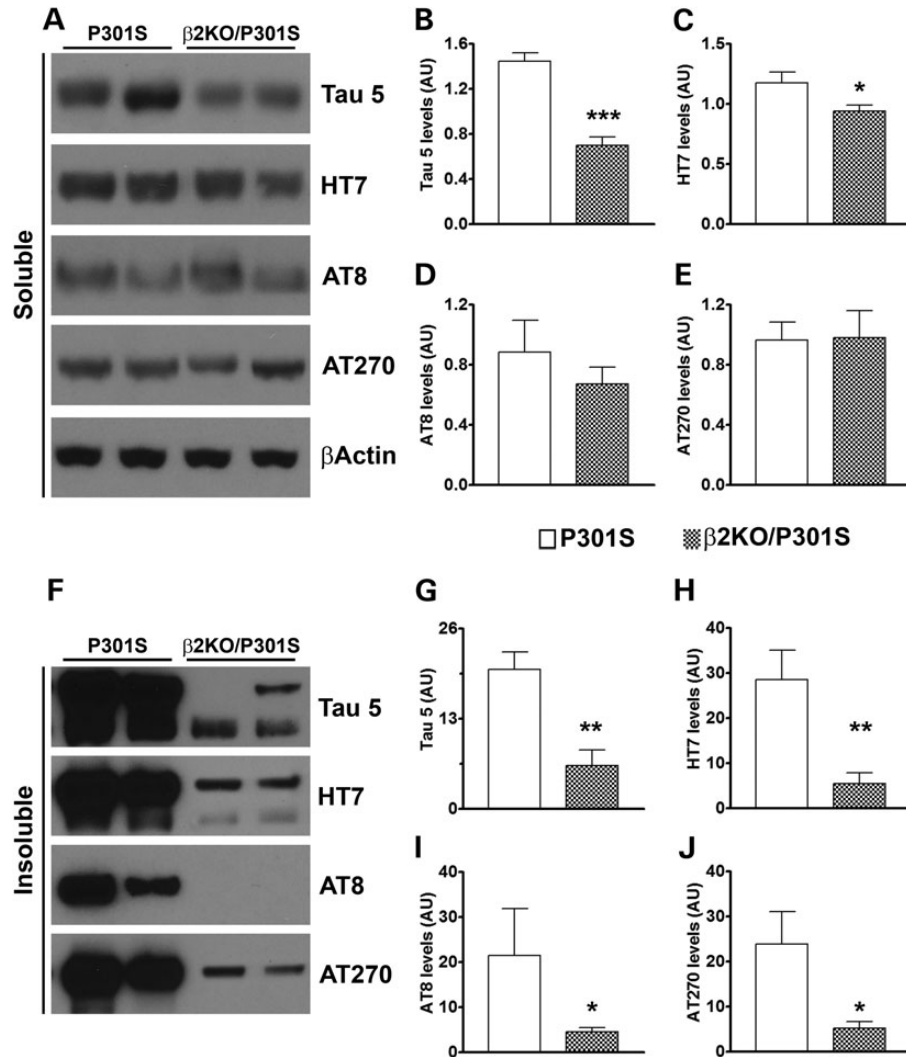 A
P301S β2KO/P301S
Soluble
Tau 5
HT7
AT8
AT270
βActin
B
Tau 5 levels (AU)
1.6
1.2
0.8
0.4
0.0
***
C
HT7 levels (AU)
1.5
1.0
1.5
0.0
*
D
AT8 levels (AU)
1.2
0.8
0.4
0.0
E
AT270 levels (AU)
1.2
0.8
0.4
0.0
P301S β2KO/P301S
F
P301S β2KO/P301S
Insoluble
Tau 5
HT7
AT8
AT270
G
Tau 5 (AU)
26
13
0
**
H
HT7 levels (AU)
40
30
20
10
0
**
I
AT8 levels (AU)
40
30
20
10
0
*
J
AT270 levels (AU)
40
30
20
10
0
*